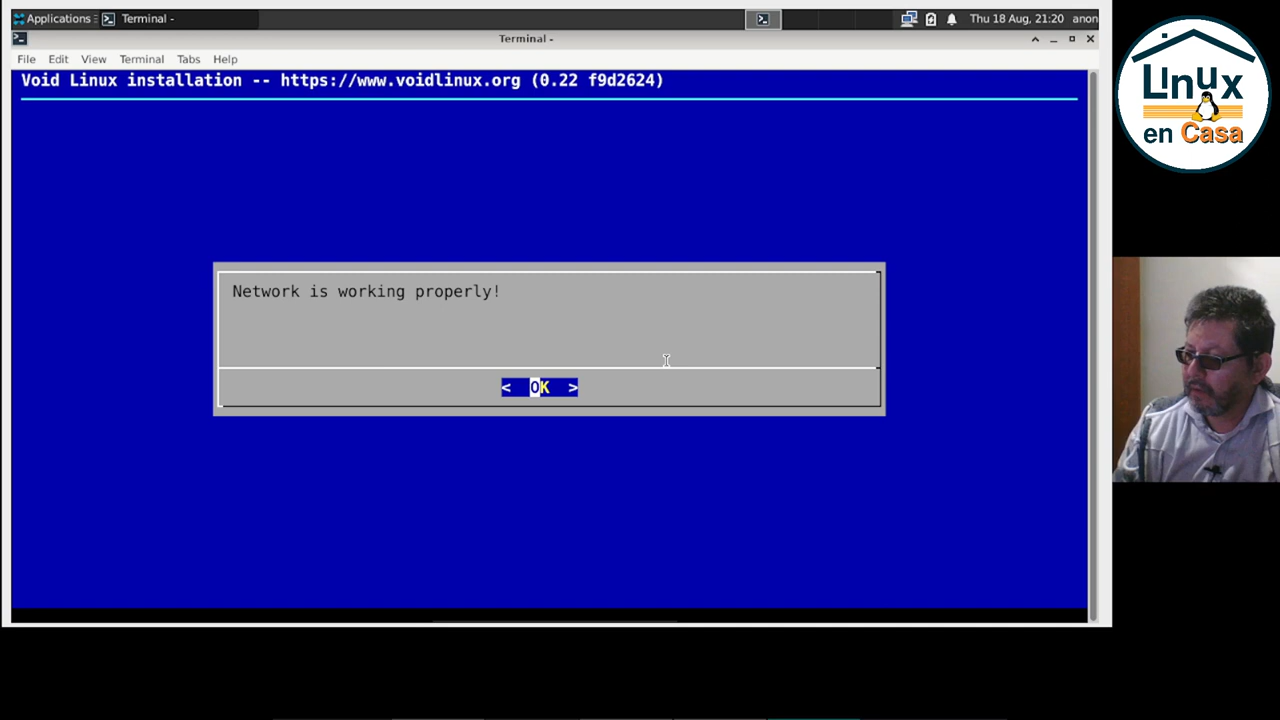 Applications Terminal - Thu 18 Aug, 21:20 anon
Terminal -
File Edit View Terminal Tabs Help
Void Linux installation -- https://www.voidlinux.org (0.22 f9d2624)
Network is working properly!
< OK >
Linux
en Casa